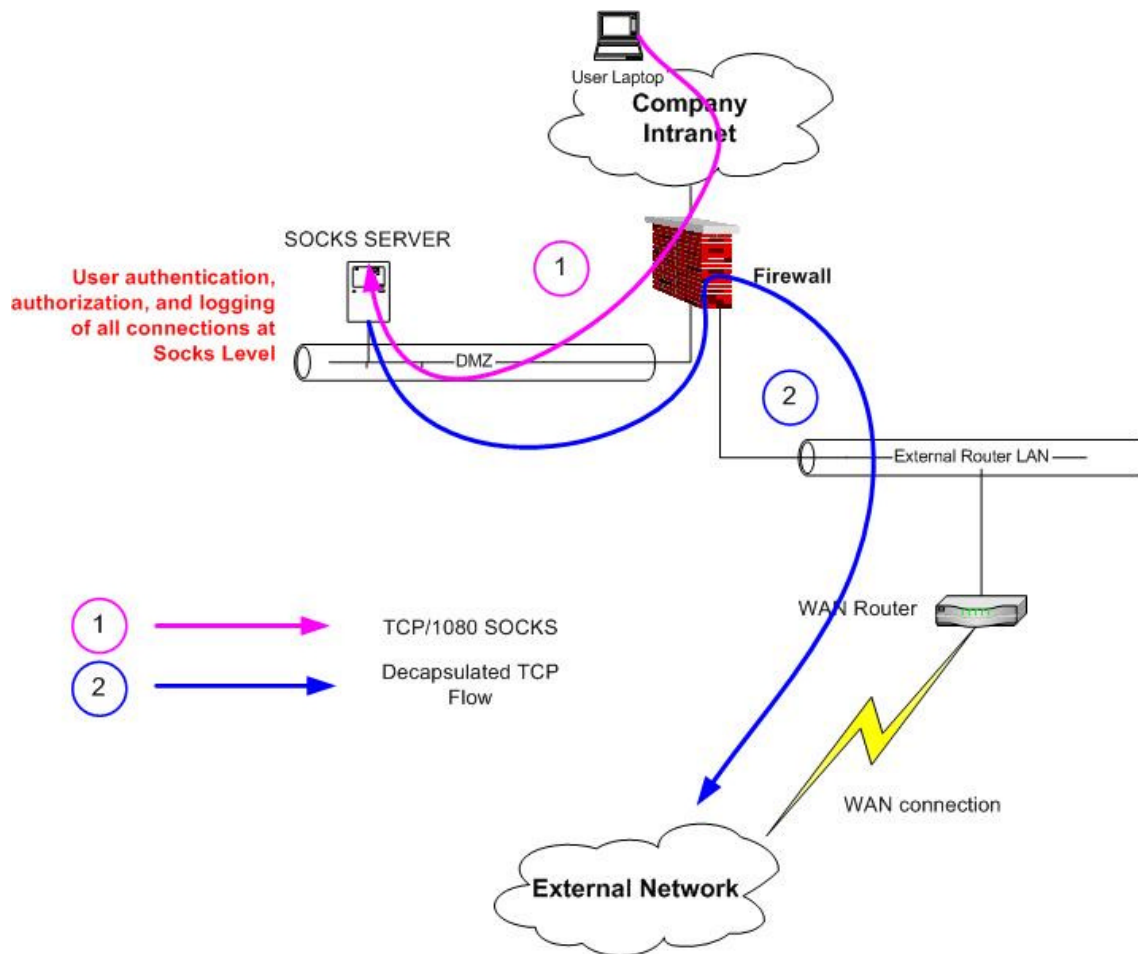 User Laptop
Company
Intranet
SOCKS SERVER
User authentication,
authorization, and logging
of all connections at
Socks Level
1
Firewall
DMZ
2
External Router LAN
WAN Router
1
TCP/1080 SOCKS
2
Decapsulated TCP
Flow
WAN connection
External Network